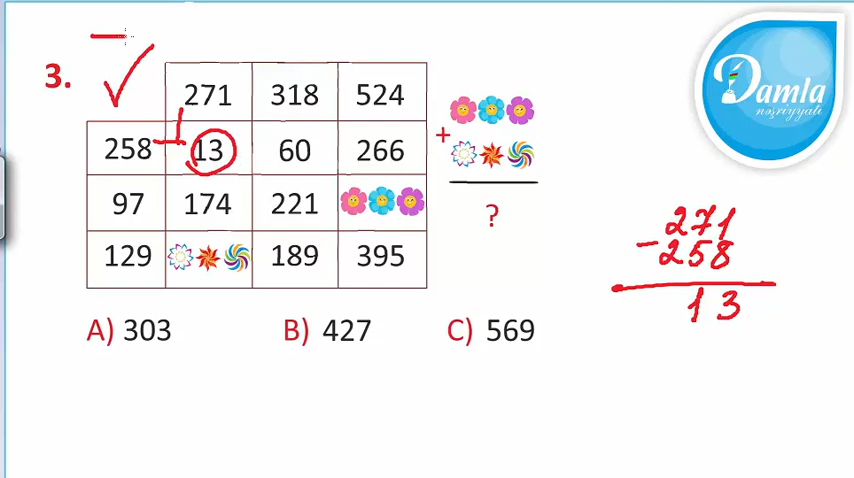 3.
271 318 524
258 13 60 266
97 174 221
129 189 395
+
?
A) 303 B) 427 C) 569
Damla
nəşriyyatı
271
-258
13